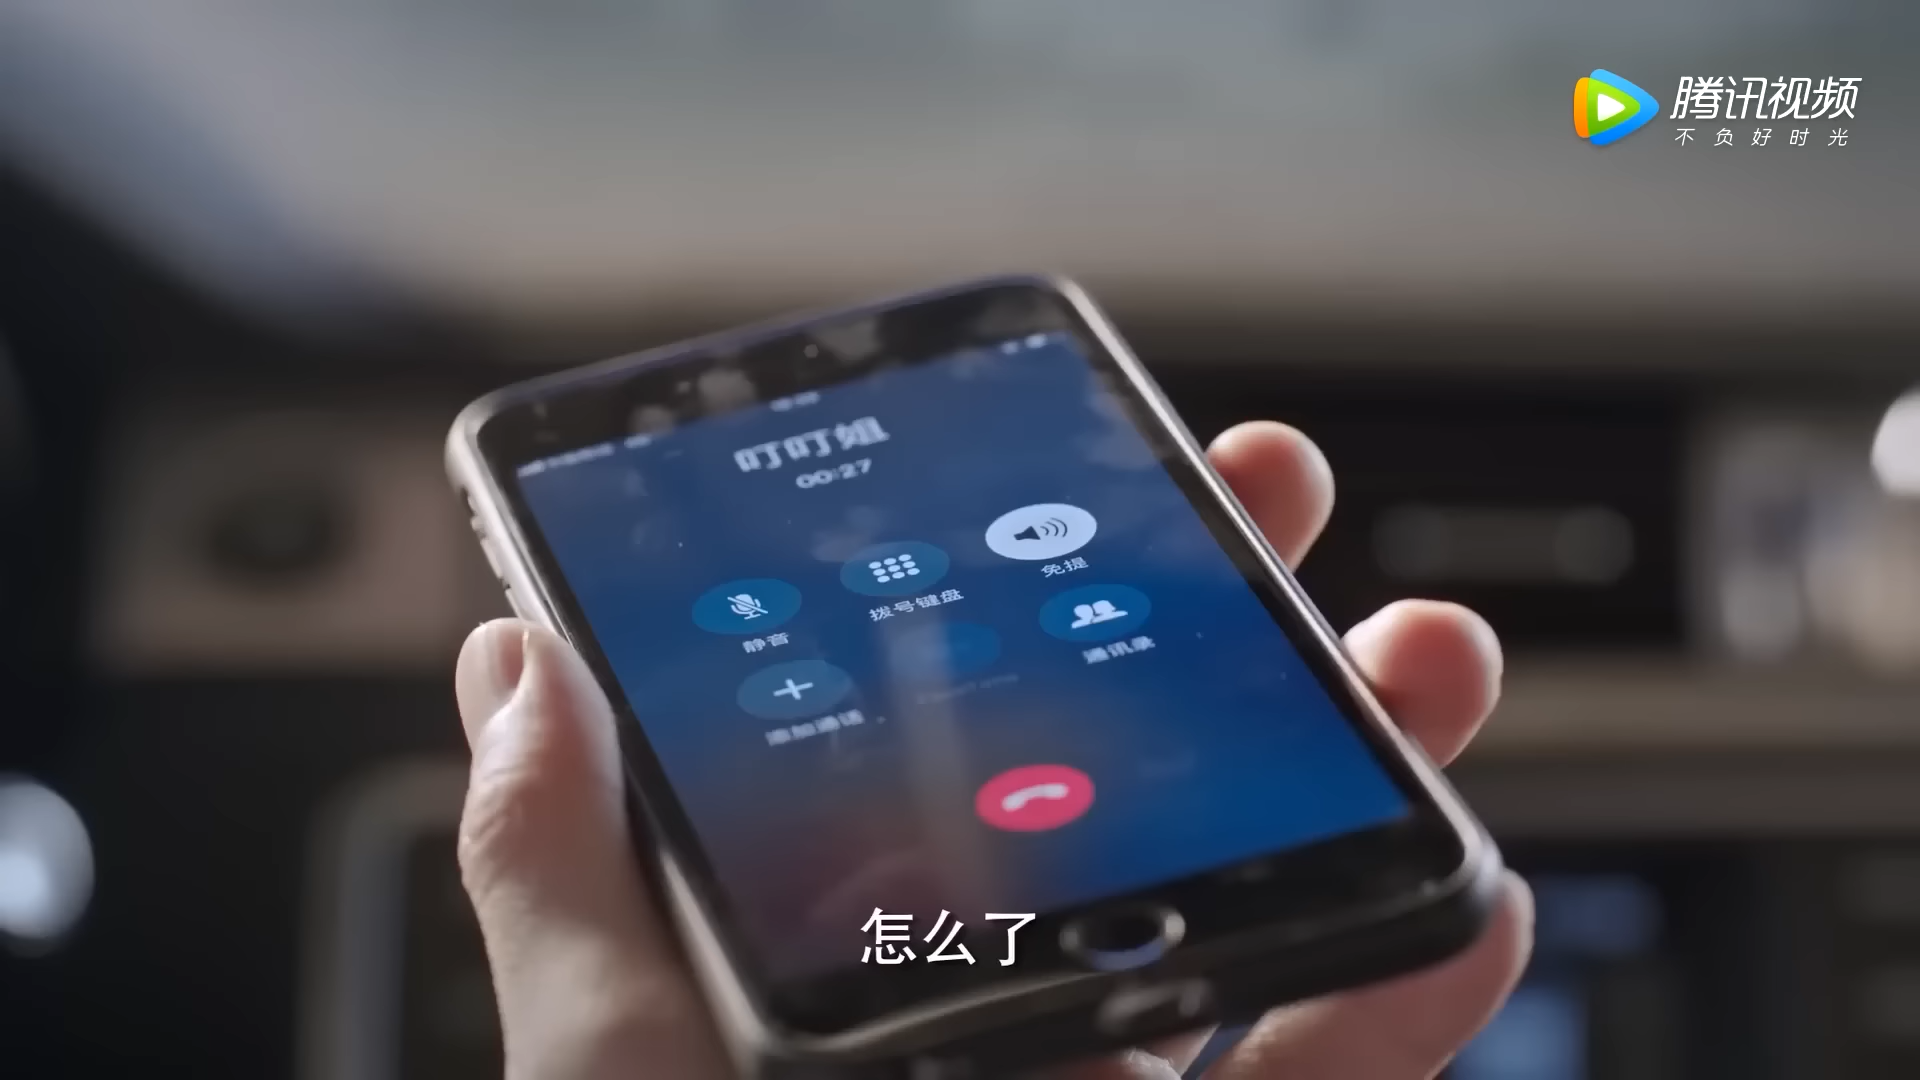 腾讯视频
不负好时光
叮叮姐
00:27
静音
拨号键盘
免提
添加通话
通讯录
怎么了